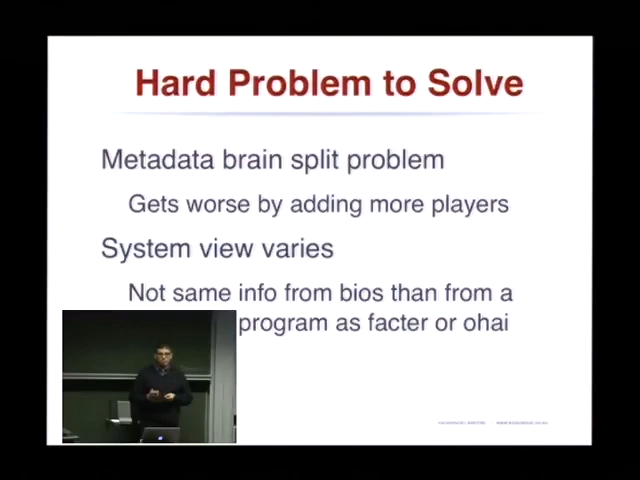 Hard Problem to Solve
Metadata brain split problem
Gets worse by adding more players
System view varies
Not same info from bios than from a
program as facter or ohai